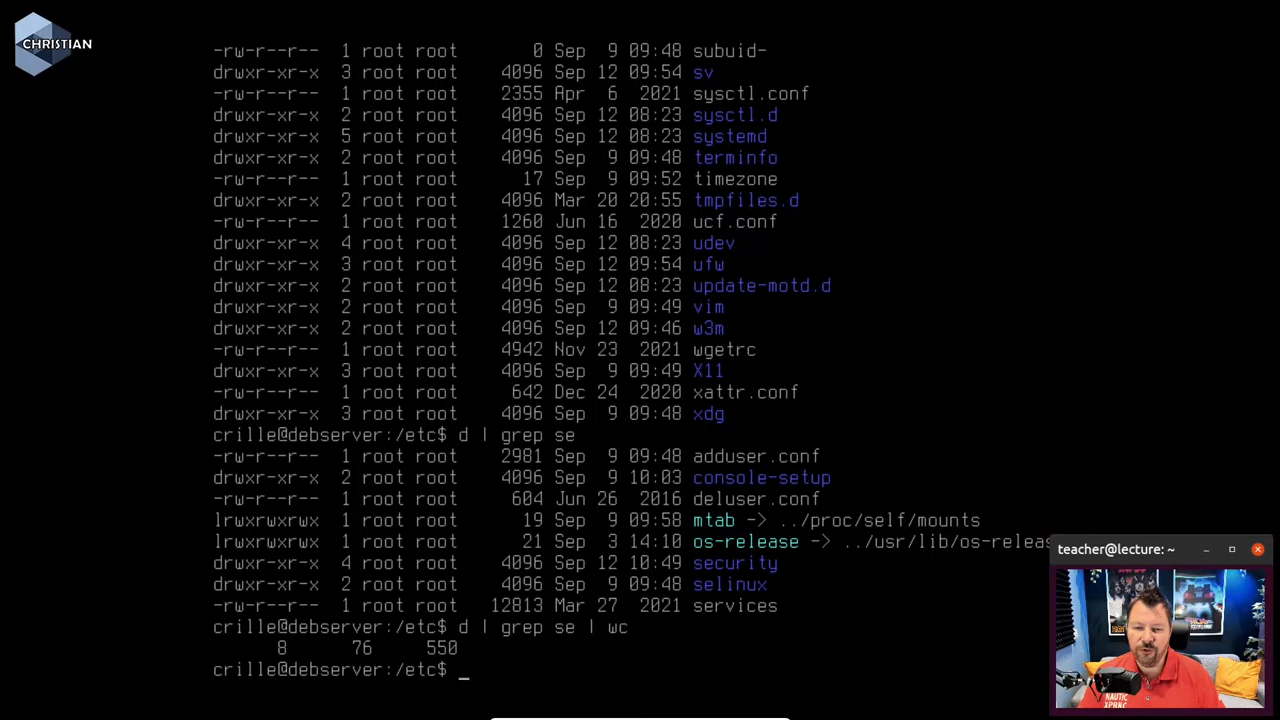 CHRISTIAN
-rw-r--r-- 1 root root 0 Sep 9 09:48 subuid-
drwxr-xr-x 3 root root 4096 Sep 12 09:54 sv
-rw-r--r-- 1 root root 2355 Apr 6 2021 sysctl.conf
drwxr-xr-x 2 root root 4096 Sep 12 08:23 sysctl.d
drwxr-xr-x 5 root root 4096 Sep 12 08:23 systemd
drwxr-xr-x 2 root root 4096 Sep 9 09:48 terminfo
-rw-r--r-- 1 root root 17 Sep 9 09:52 timezone
drwxr-xr-x 2 root root 4096 Mar 20 20:55 tmpfiles.d
-rw-r--r-- 1 root root 1260 Jun 16 2020 ucf.conf
drwxr-xr-x 4 root root 4096 Sep 12 08:23 udev
drwxr-xr-x 3 root root 4096 Sep 12 09:54 ufw
drwxr-xr-x 2 root root 4096 Sep 12 08:23 update-motd.d
drwxr-xr-x 2 root root 4096 Sep 9 09:49 vim
drwxr-xr-x 2 root root 4096 Sep 12 09:46 w3m
-rw-r--r-- 1 root root 4942 Nov 23 2021 wgetrc
drwxr-xr-x 3 root root 4096 Sep 9 09:49 X11
-rw-r--r-- 1 root root 642 Dec 24 2020 xattr.conf
drwxr-xr-x 3 root root 4096 Sep 9 09:48 xdg
crille@debserver:/etc$ d | grep se
-rw-r--r-- 1 root root 2981 Sep 9 09:48 adduser.conf
drwxr-xr-x 2 root root 4096 Sep 9 10:03 console-setup
-rw-r--r-- 1 root root 604 Jun 26 2016 deluser.conf
lrwxrwxrwx 1 root root 19 Sep 9 09:58 mtab -> ../proc/self/mounts
lrwxrwxrwx 1 root root 21 Sep 3 14:10 os-release -> ../usr/lib/os-releas
drwxr-xr-x 4 root root 4096 Sep 12 10:49 security
drwxr-xr-x 2 root root 4096 Sep 9 09:48 selinux
-rw-r--r-- 1 root root 12813 Mar 27 2021 services
crille@debserver:/etc$ d | grep se | wc
8 76 550
crille@debserver:/etc$ _
teacher@lecture: ~
NAUTIC